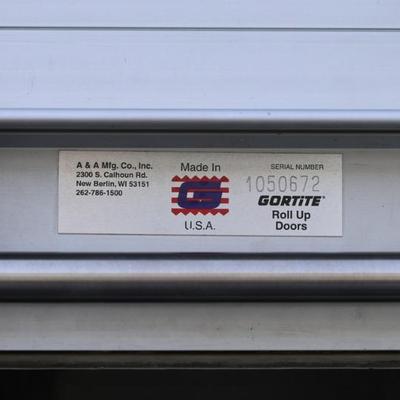 A & A Mfg. Co., Inc.
2300 S. Calhoun Rd.
New Berlin, WI 53151
262-786-1500
Made In
G
U.S.A.
SERIAL NUMBER
1050672
GORTITE®
Roll Up
Doors